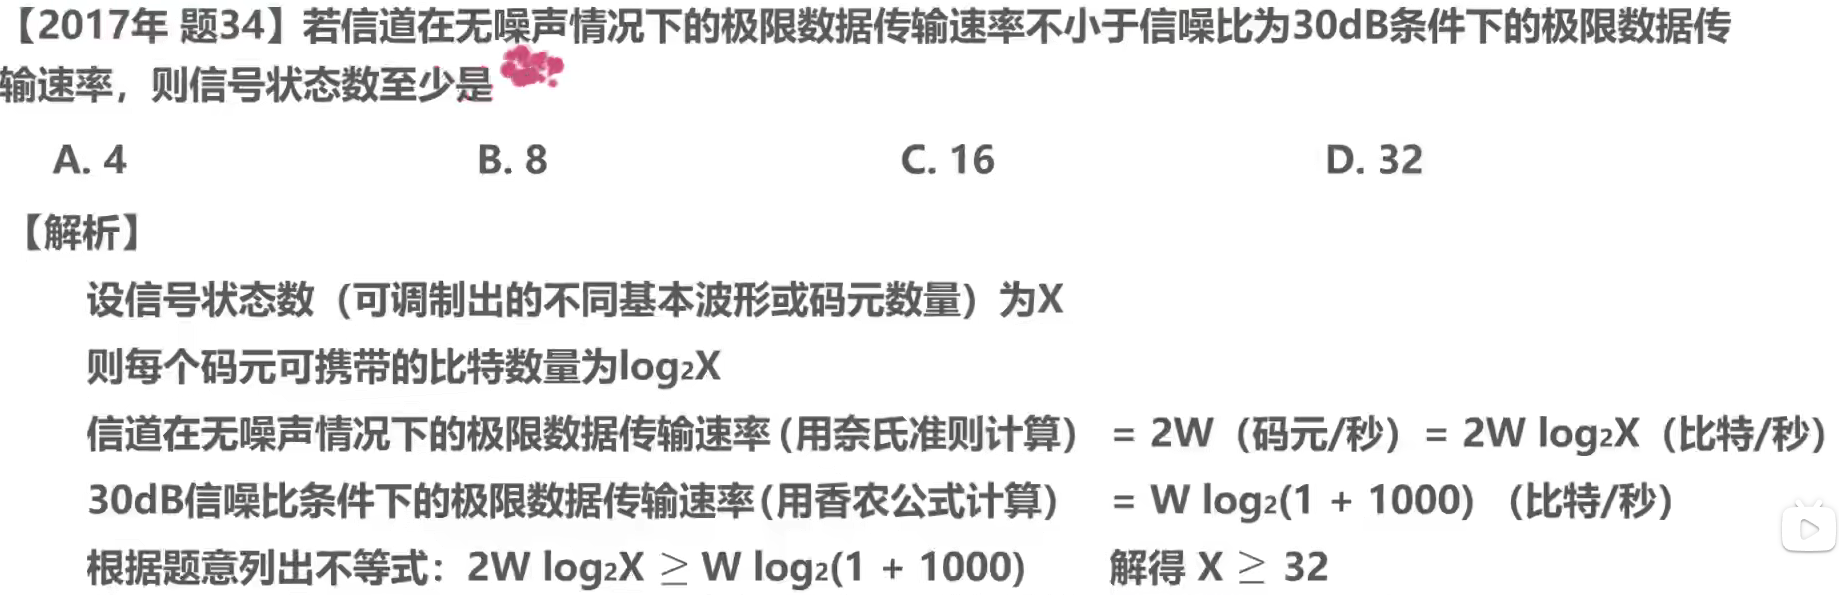 【2017年 题34】若信道在无噪声情况下的极限数据传输速率不小于信噪比为30dB条件下的极限数据传
输速率，则信号状态数至少是
A. 4 B. 8 C. 16 D. 32
【解析】
设信号状态数（可调制出的不同基本波形或码元数量）为X
则每个码元可携带的比特数量为log₂X
信道在无噪声情况下的极限数据传输速率(用奈氏准则计算） = 2W（码元/秒）= 2W log₂X（比特/秒）
30dB信噪比条件下的极限数据传输速率(用香农公式计算） = W log₂(1 + 1000) （比特/秒）
根据题意列出不等式：2W log₂X ≥ W log₂(1 + 1000) 解得 X ≥ 32